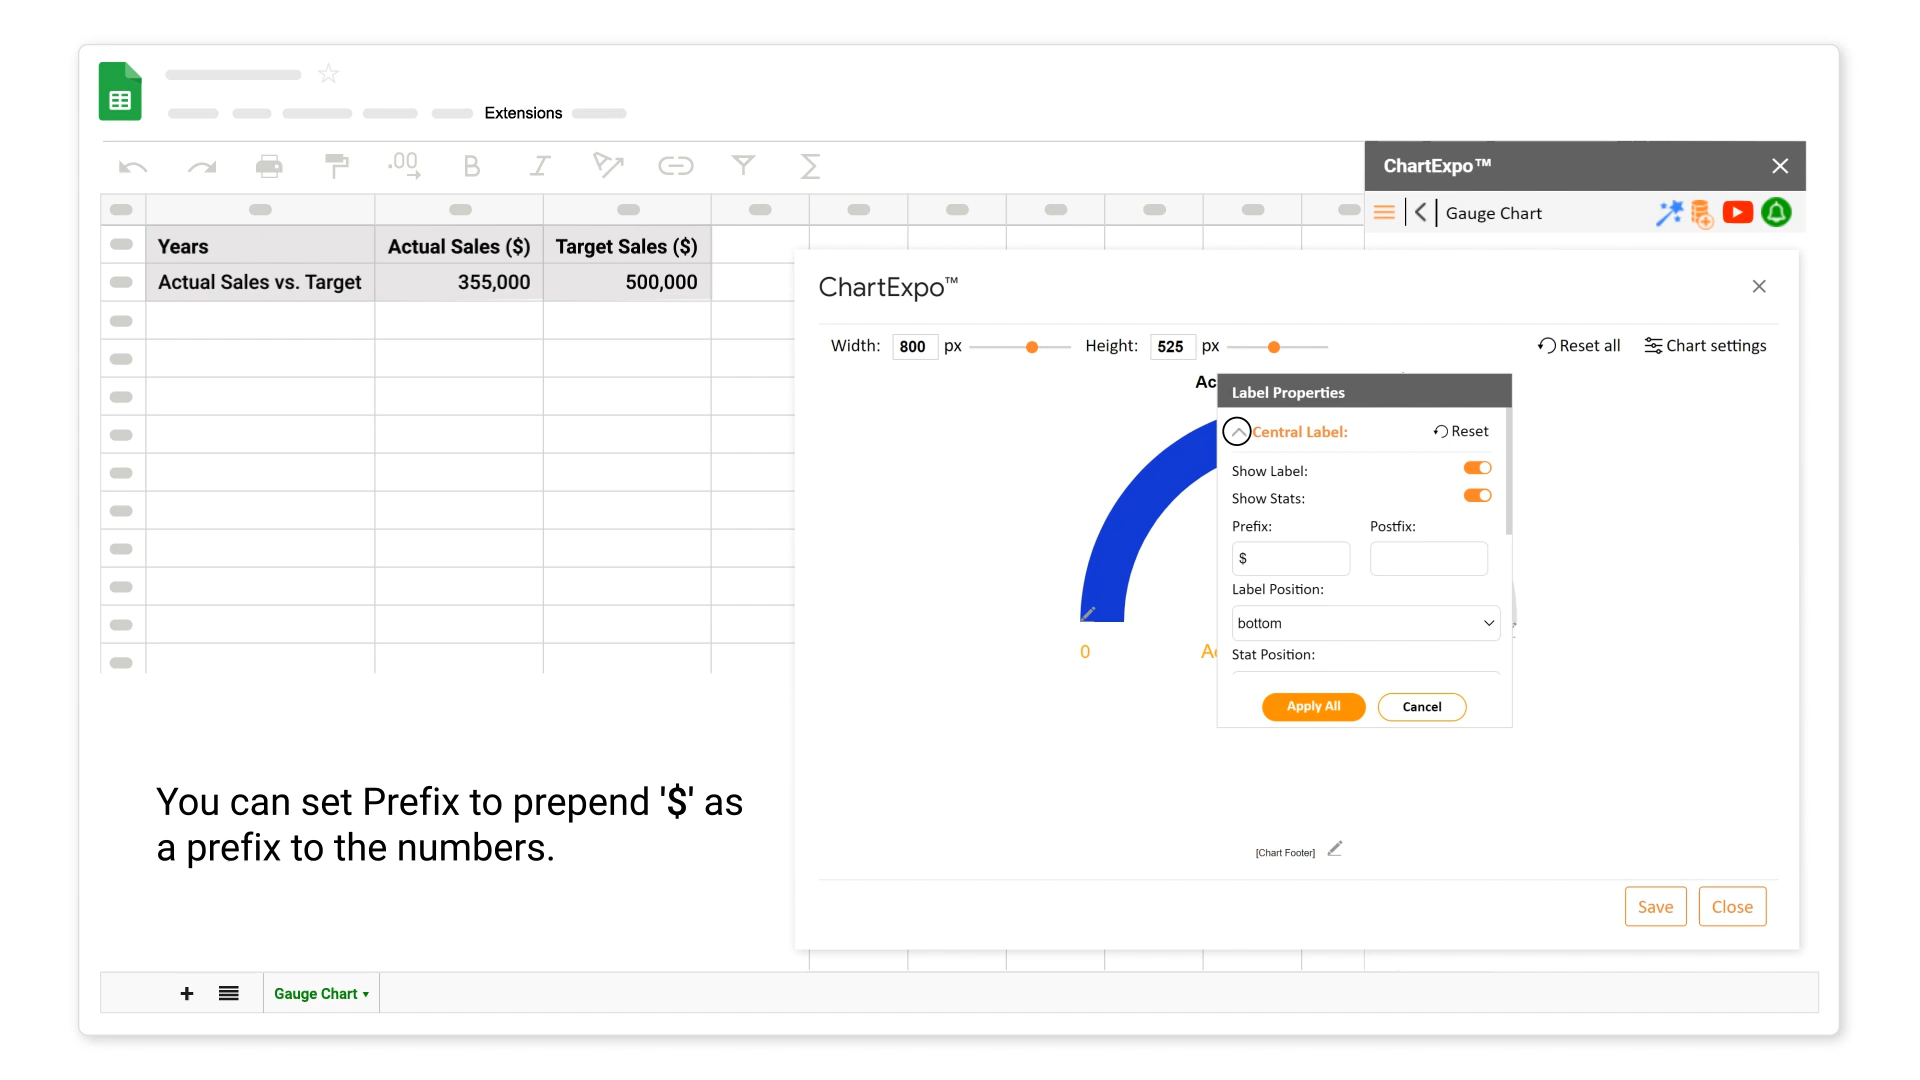 Extensions
.00
B
I
Σ
ChartExpo™
Gauge Chart
Years
Actual Sales ($)
Target Sales ($)
Actual Sales vs. Target
355,000
500,000
ChartExpo™
Width: 800 px
Height: 525 px
Reset all
Chart settings
Ac
Label Properties
Central Label:
Reset
Show Label:
Show Stats:
Prefix:
Postfix:
$
Label Position:
bottom
Stat Position:
0
Apply All
Cancel
You can set Prefix to prepend '$' as
a prefix to the numbers.
[Chart Footer]
Save
Close
Gauge Chart